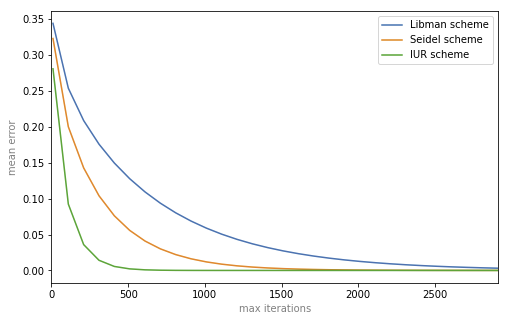 0.35
0.30
0.25
0.20
0.15
0.10
0.05
0.00
mean error
0
500
1000
1500
2000
2500
max iterations
Libman scheme
Seidel scheme
IUR scheme